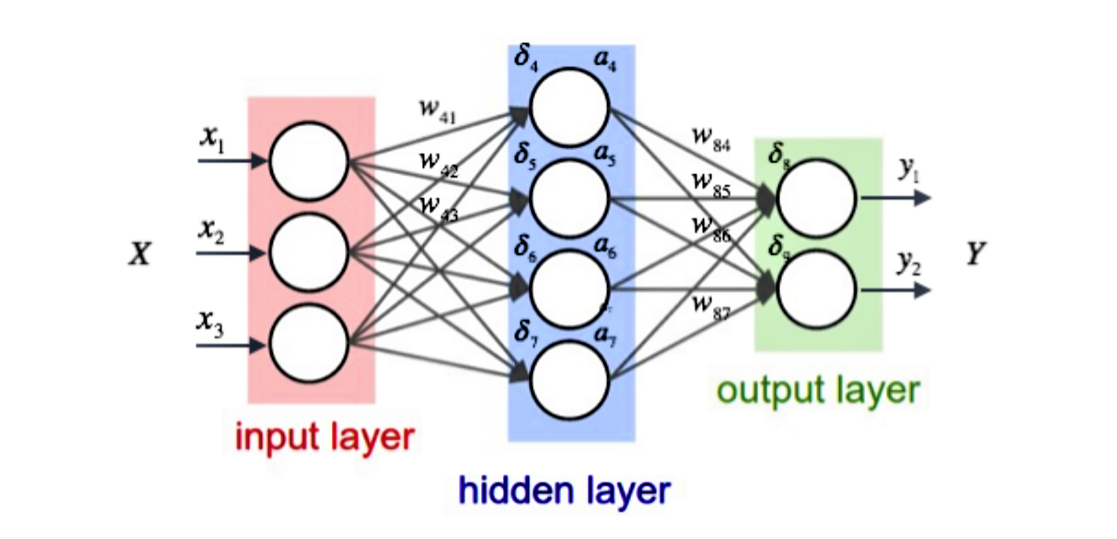 δ₄ a₄
w₄₁
x₁
w₈₄
w₄₂
δ₅ a₅
δ₈
y₁
w₈₅
w₄₃
x₂
w₈₆
X
δ₆ a₆
δ₉
Y
y₂
x₃
w₈₇
δ₇ a₇
output layer
input layer
hidden layer